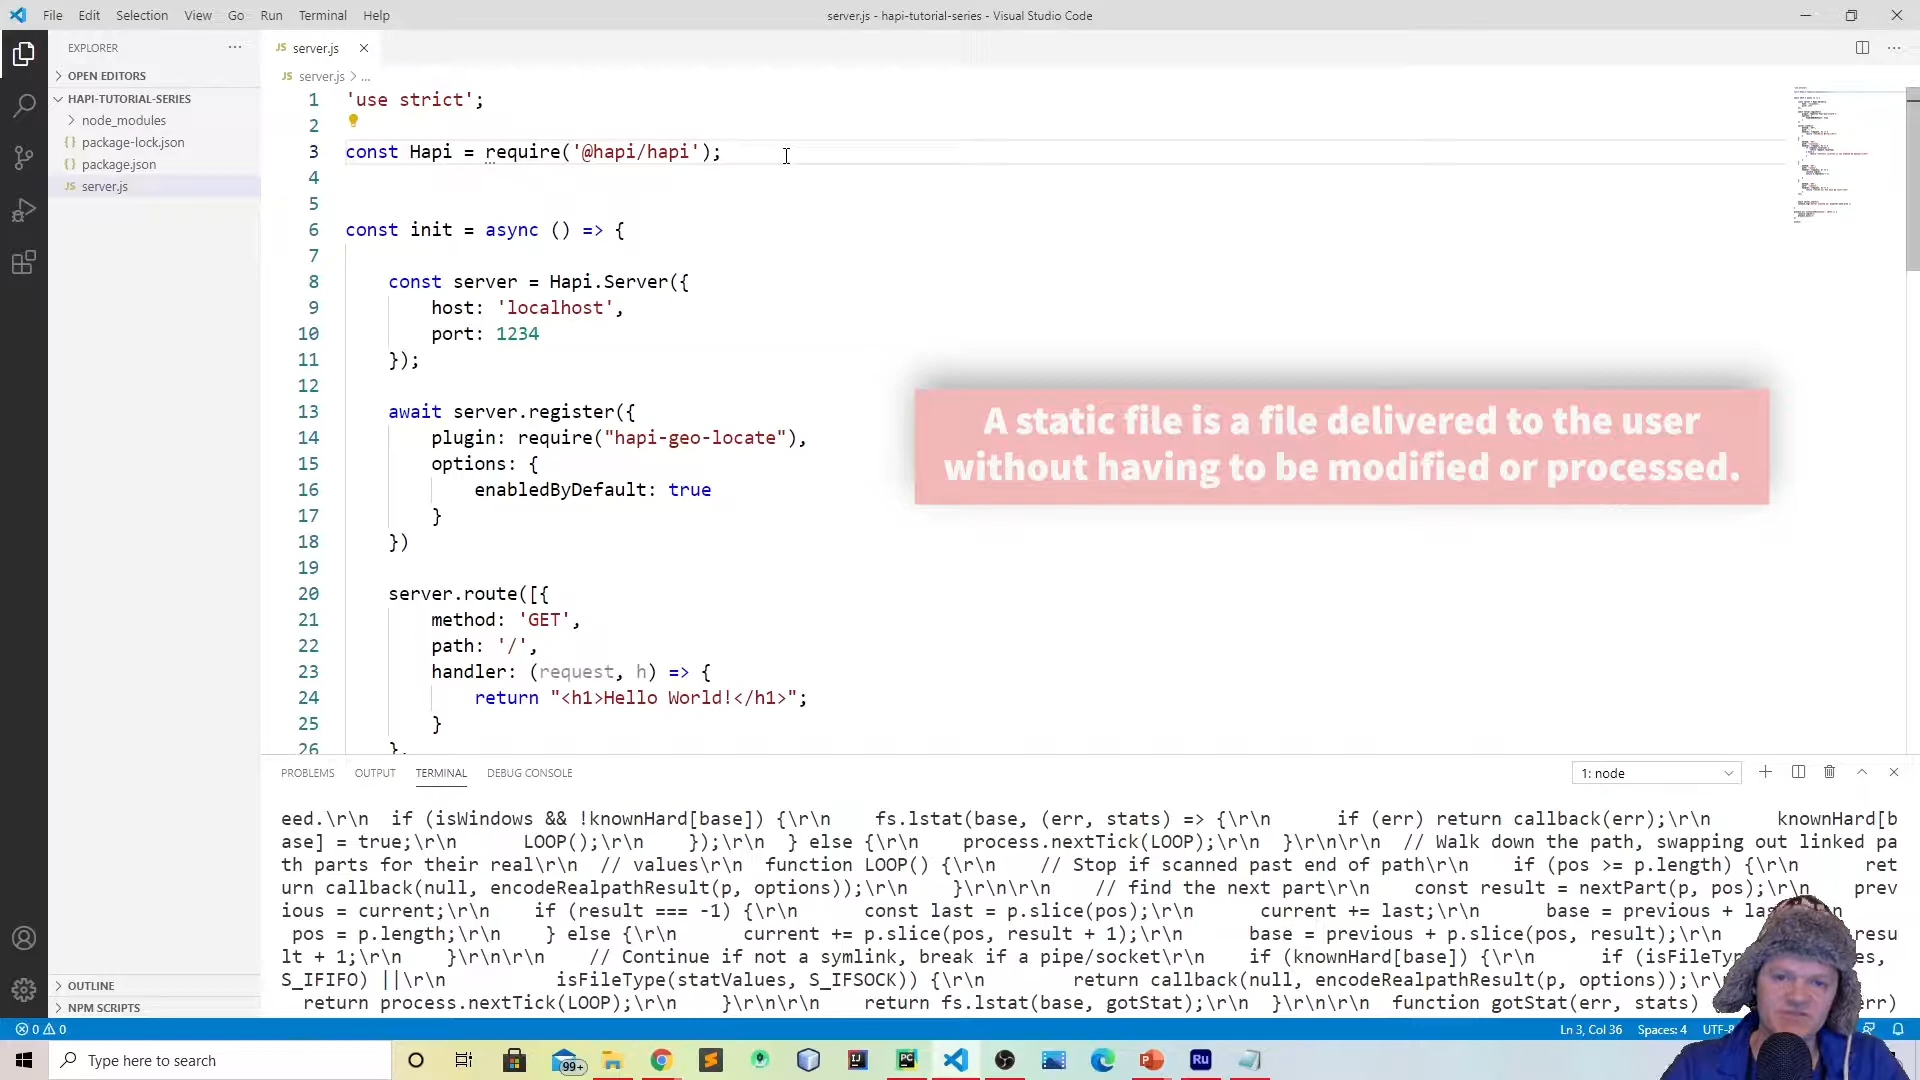 File Edit Selection View Go Run Terminal Help
server.js - hapi-tutorial-series - Visual Studio Code
EXPLORER
OPEN EDITORS
HAPI-TUTORIAL-SERIES
node_modules
{} package-lock.json
{} package.json
JS server.js
OUTLINE
NPM SCRIPTS
JS server.js
JS server.js > ...
1 'use strict';
2
3 const Hapi = require('@hapi/hapi');
4
5
6 const init = async () => {
7
8 const server = Hapi.Server({
9 host: 'localhost',
10 port: 1234
11 });
12
13 await server.register({
14 plugin: require("hapi-geo-locate"),
15 options: {
16 enabledByDefault: true
17 }
18 })
19
20 server.route([{
21 method: 'GET',
22 path: '/',
23 handler: (request, h) => {
24 return "<h1>Hello World!</h1>";
25 }
26 },
A static file is a file delivered to the user
without having to be modified or processed.
PROBLEMS OUTPUT TERMINAL DEBUG CONSOLE
1: node
eed.\r\n if (isWindows && !knownHard[base]) {\r\n fs.lstat(base, (err, stats) => {\r\n if (err) return callback(err);\r\n knownHard[b
ase] = true;\r\n LOOP();\r\n });\r\n } else {\r\n process.nextTick(LOOP);\r\n }\r\n\r\n // Walk down the path, swapping out linked pa
th parts for their real\r\n // values\r\n function LOOP() {\r\n // Stop if scanned past end of path\r\n if (pos >= p.length) {\r\n ret
urn callback(null, encodeRealpathResult(p, options));\r\n }\r\n\r\n // find the next part\r\n const result = nextPart(p, pos);\r\n prev
ious = current;\r\n if (result === -1) {\r\n const last = p.slice(pos);\r\n current += last;\r\n base = previous +
pos = p.length;\r\n } else {\r\n current += p.slice(pos, result + 1);\r\n base = previous + p.slice(pos, result);\r\n
lt + 1;\r\n }\r\n\r\n // Continue if not a symlink, break if a pipe/socket\r\n if (knownHard[base]) {\r\n if
S_IFIFO) ||\r\n isFileType(statValues, S_IFSOCK)) {\r\n return callback(null, encodeRealpathResult(p, options));
return process.nextTick(LOOP);\r\n }\r\n\r\n return fs.lstat(base, gotStat);\r\n }\r\n\r\n function gotStat(err, stats)
0 0
Ln 3, Col 36 Spaces: 4
Type here to search
99+
IJ PC Ru